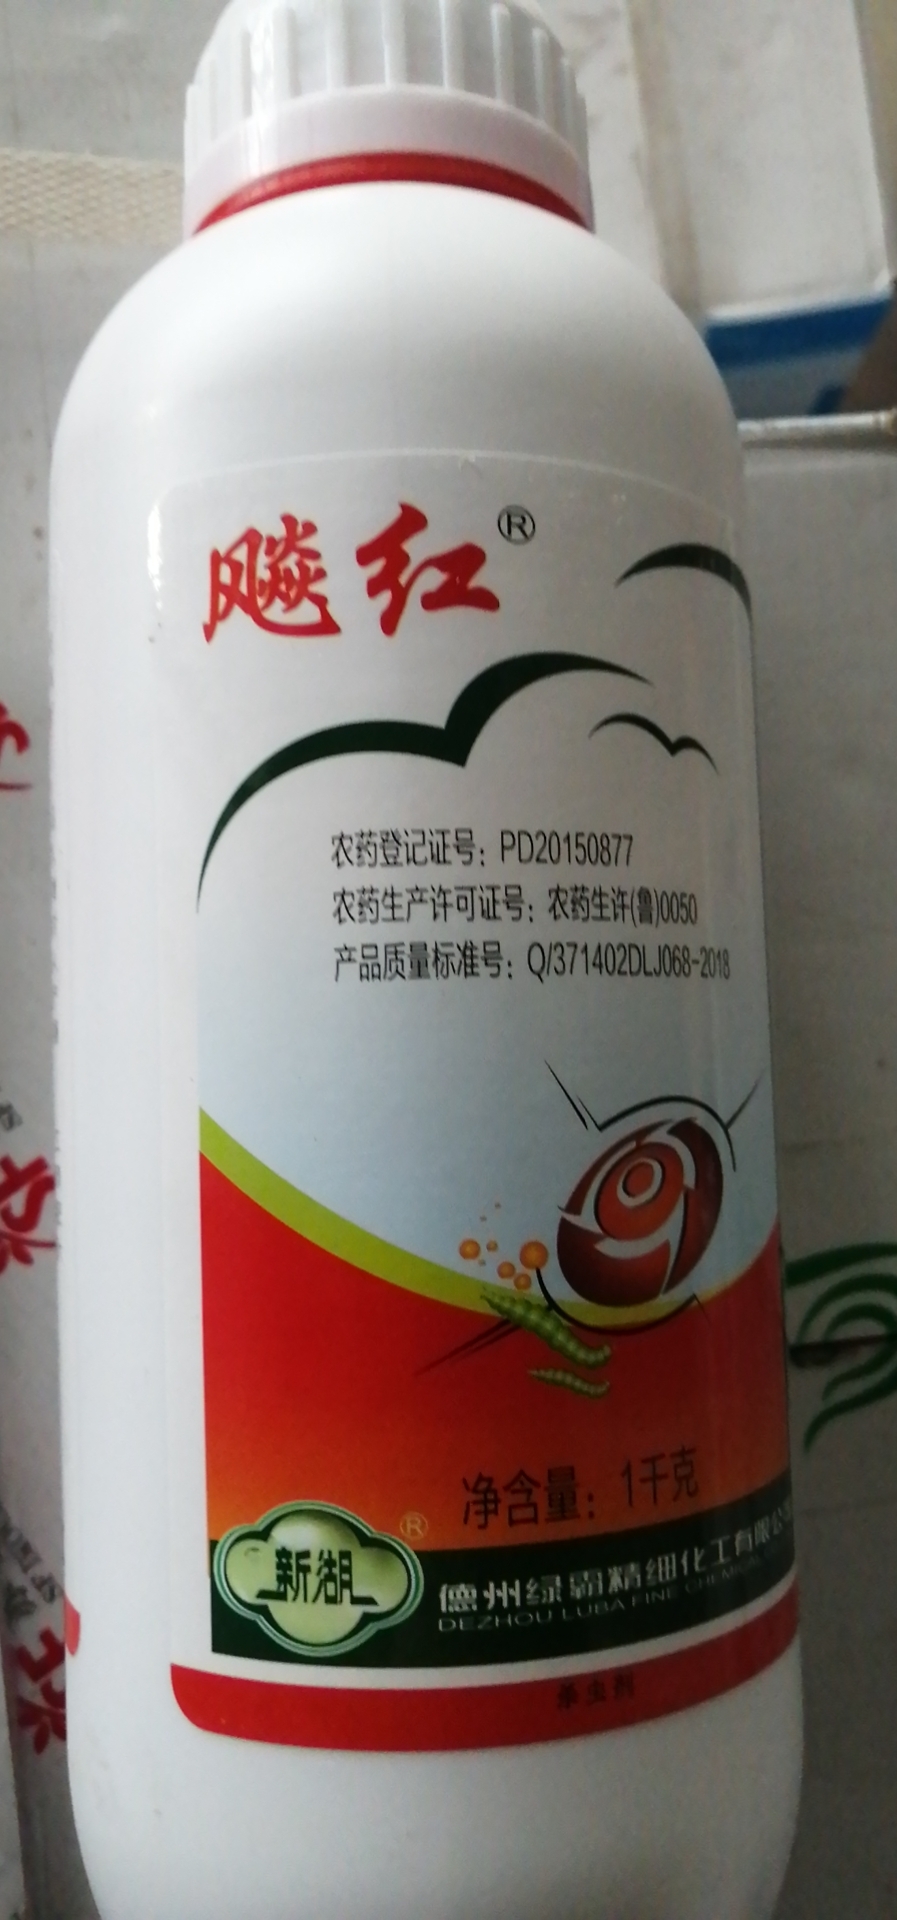 飚红®
农药登记证号：PD20150877
农药生产许可证号：农药生许(鲁)0050
产品质量标准号：Q/371402DLJ068-2018
净含量：1千克
新湖®
德州绿霸精细化工有限公
DEZHOU LUBA FINE CHEMICAL
杀虫剂